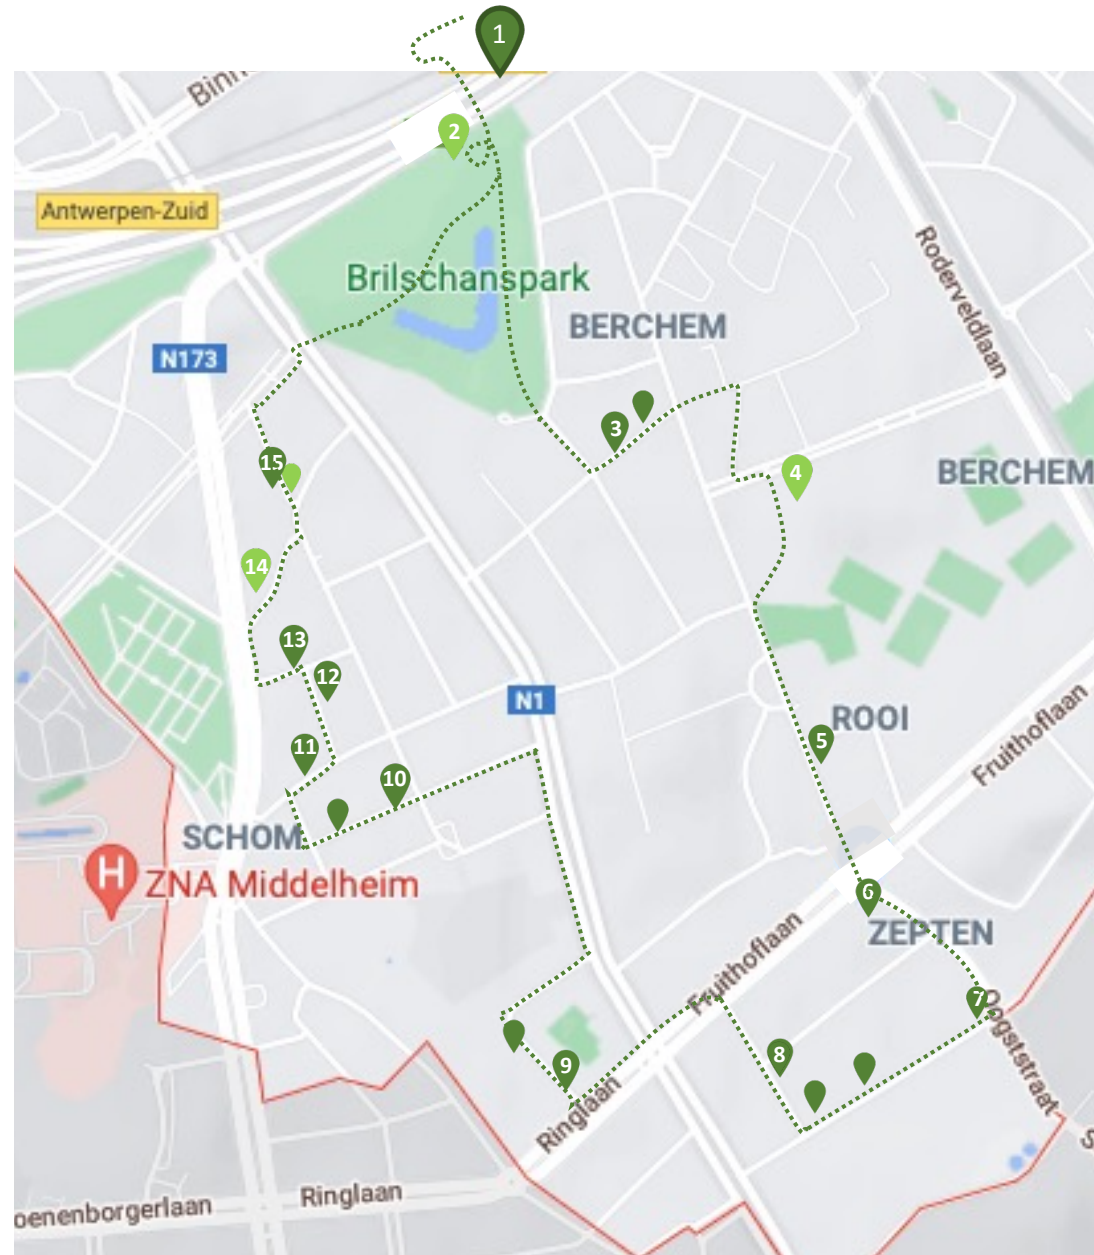 1
Binn
2
Antwerpen-Zuid
Brilschanspark
Roderveldlaan
BERCHEM
N173
3
15
4
BERCHEM
14
13
12
N1
ROOI
5
Fruithoflaan
11
10
SCHOM
H
ZNA Middelheim
6
ZEPTEN
Fruithoflaan
7
Oogststraat
8
9
Ringlaan
S
Ringlaan
oenenborgerlaan